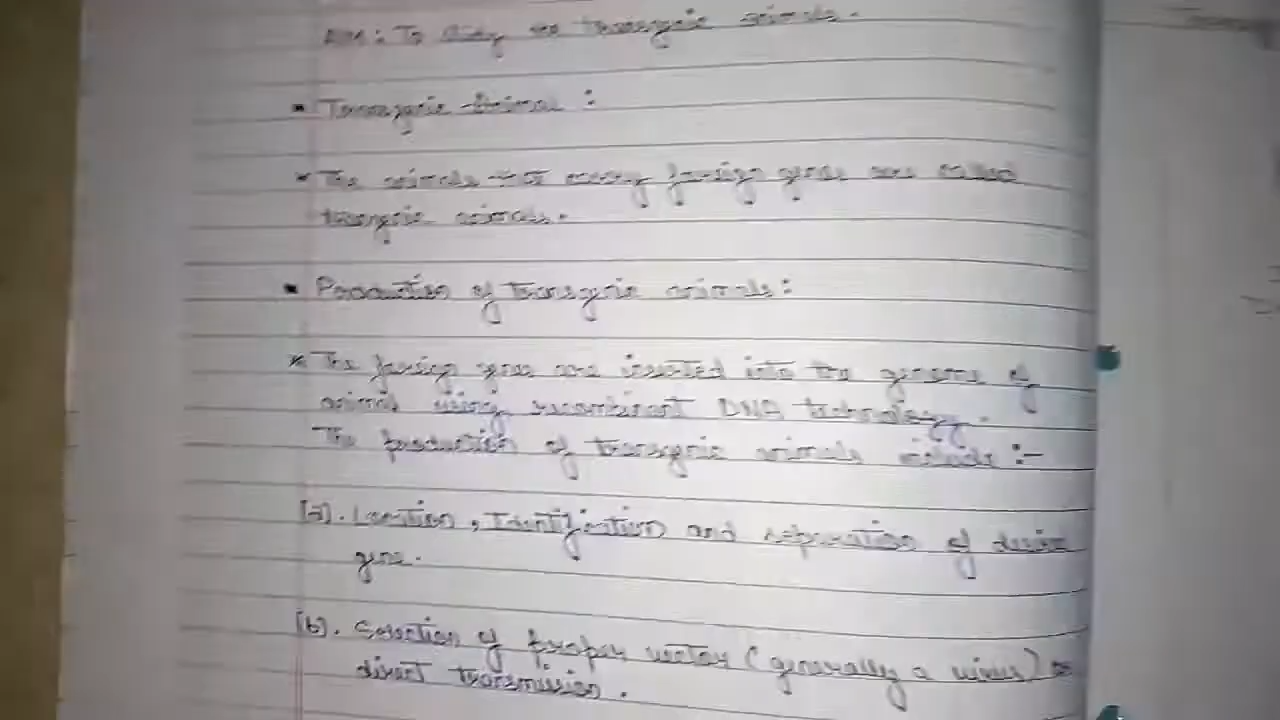 Aim: To study on transgenic animals.
▪ Transgenic Animal :
* The animals that carry foreign genes are called
transgenic animals.
▪ Production of transgenic animals:
* The foreign genes are inserted into the genome of
animal using recombinant DNA technology.
The production of transgenic animals include :-
(a). Location, Identification and separation of desire
gene.
(b). Selection of proper vector (generally a virus) or
direct transmission.